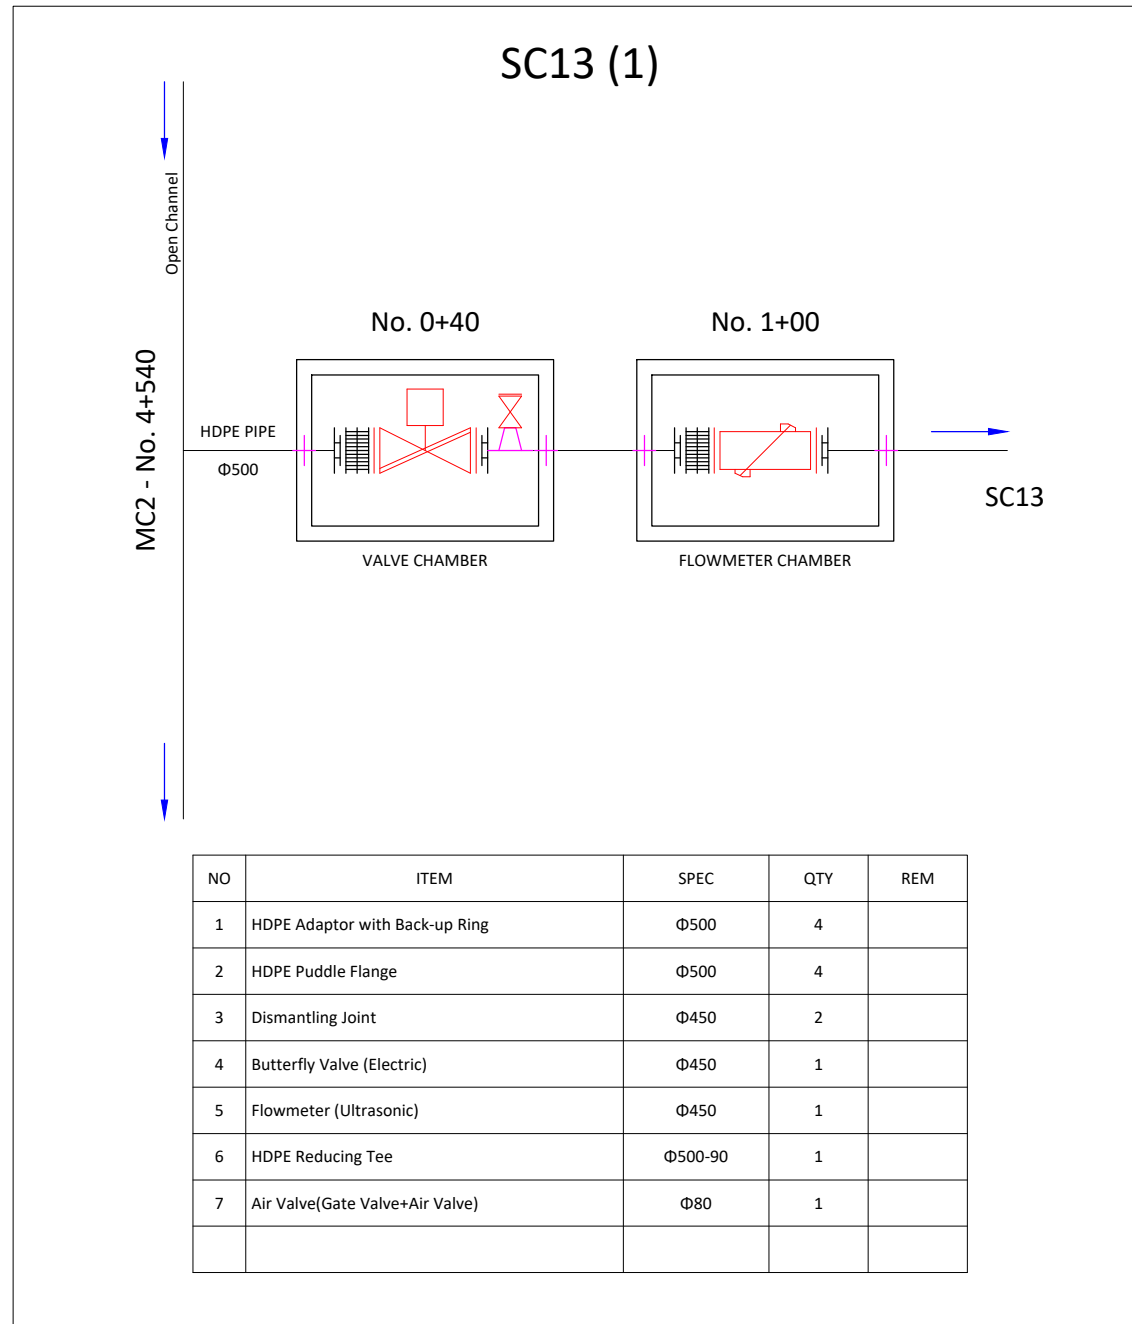 SC13 (1)
Open Channel
No. 0+40
No. 1+00
MC2 - No. 4+540
HDPE PIPE
Φ500
SC13
VALVE CHAMBER
FLOWMETER CHAMBER
NO ITEM SPEC QTY REM
1 HDPE Adaptor with Back-up Ring Φ500 4
2 HDPE Puddle Flange Φ500 4
3 Dismantling Joint Φ450 2
4 Butterfly Valve (Electric) Φ450 1
5 Flowmeter (Ultrasonic) Φ450 1
6 HDPE Reducing Tee Φ500-90 1
7 Air Valve(Gate Valve+Air Valve) Φ80 1